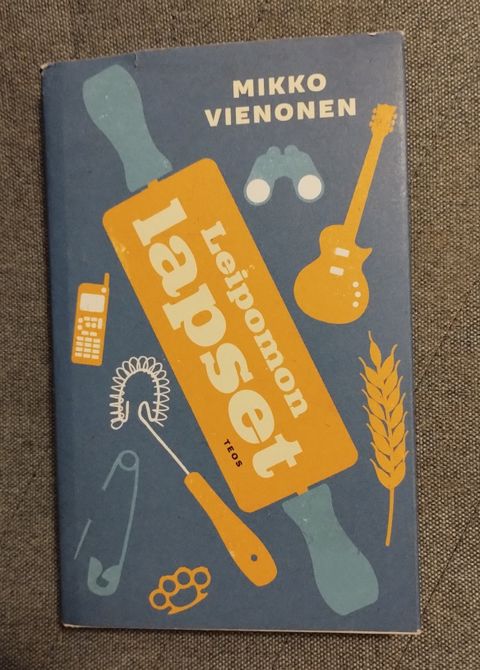 MIKKO
VIENONEN
Leipomon
lapset
TEOS